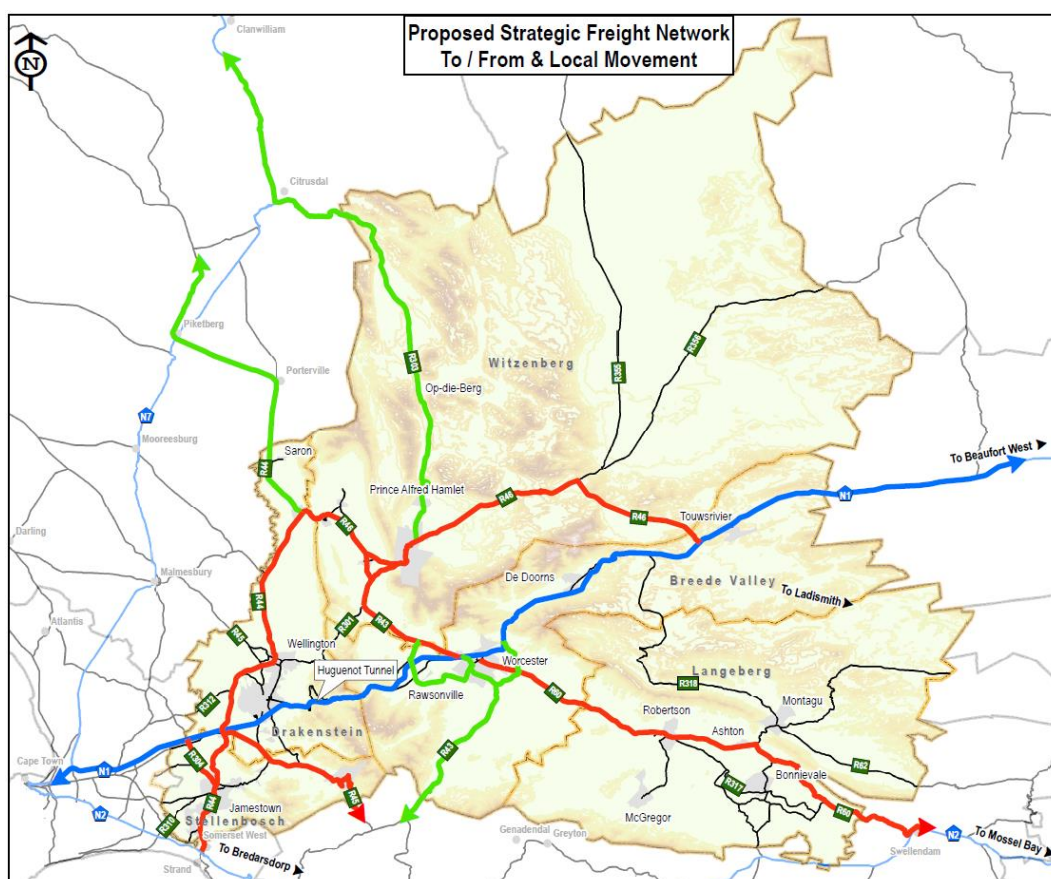 Proposed Strategic Freight Network
To / From & Local Movement
N
Clanwilliam
Citrusdal
Piketberg
Porterville
R303
Witzenberg
Op-die-Berg
R355
R356
N7
Mooreesburg
Saron
R44
Prince Alfred Hamlet
R46
To Beaufort West
N1
Touwsrivier
R46
R46
Darling
Malmesbury
De Doorns
Breede Valley
To Ladismith
R44
Atlantis
R301
R43
R45
Wellington
Huguenot Tunnel
Worcester
Rawsonville
Langeberg
R318
R60
Montagu
Robertson
R312
Drakenstein
Ashton
R43
Cape Town
N1
R304
R45
R62
Bonnievale
R317
N2
R44
Jamestown
McGregor
R60
R310
Stellenbosch
Somerset West
Genadendal
Greyton
N2
To Mossel Bay
Swellendam
Strand
To Bredarsdorp